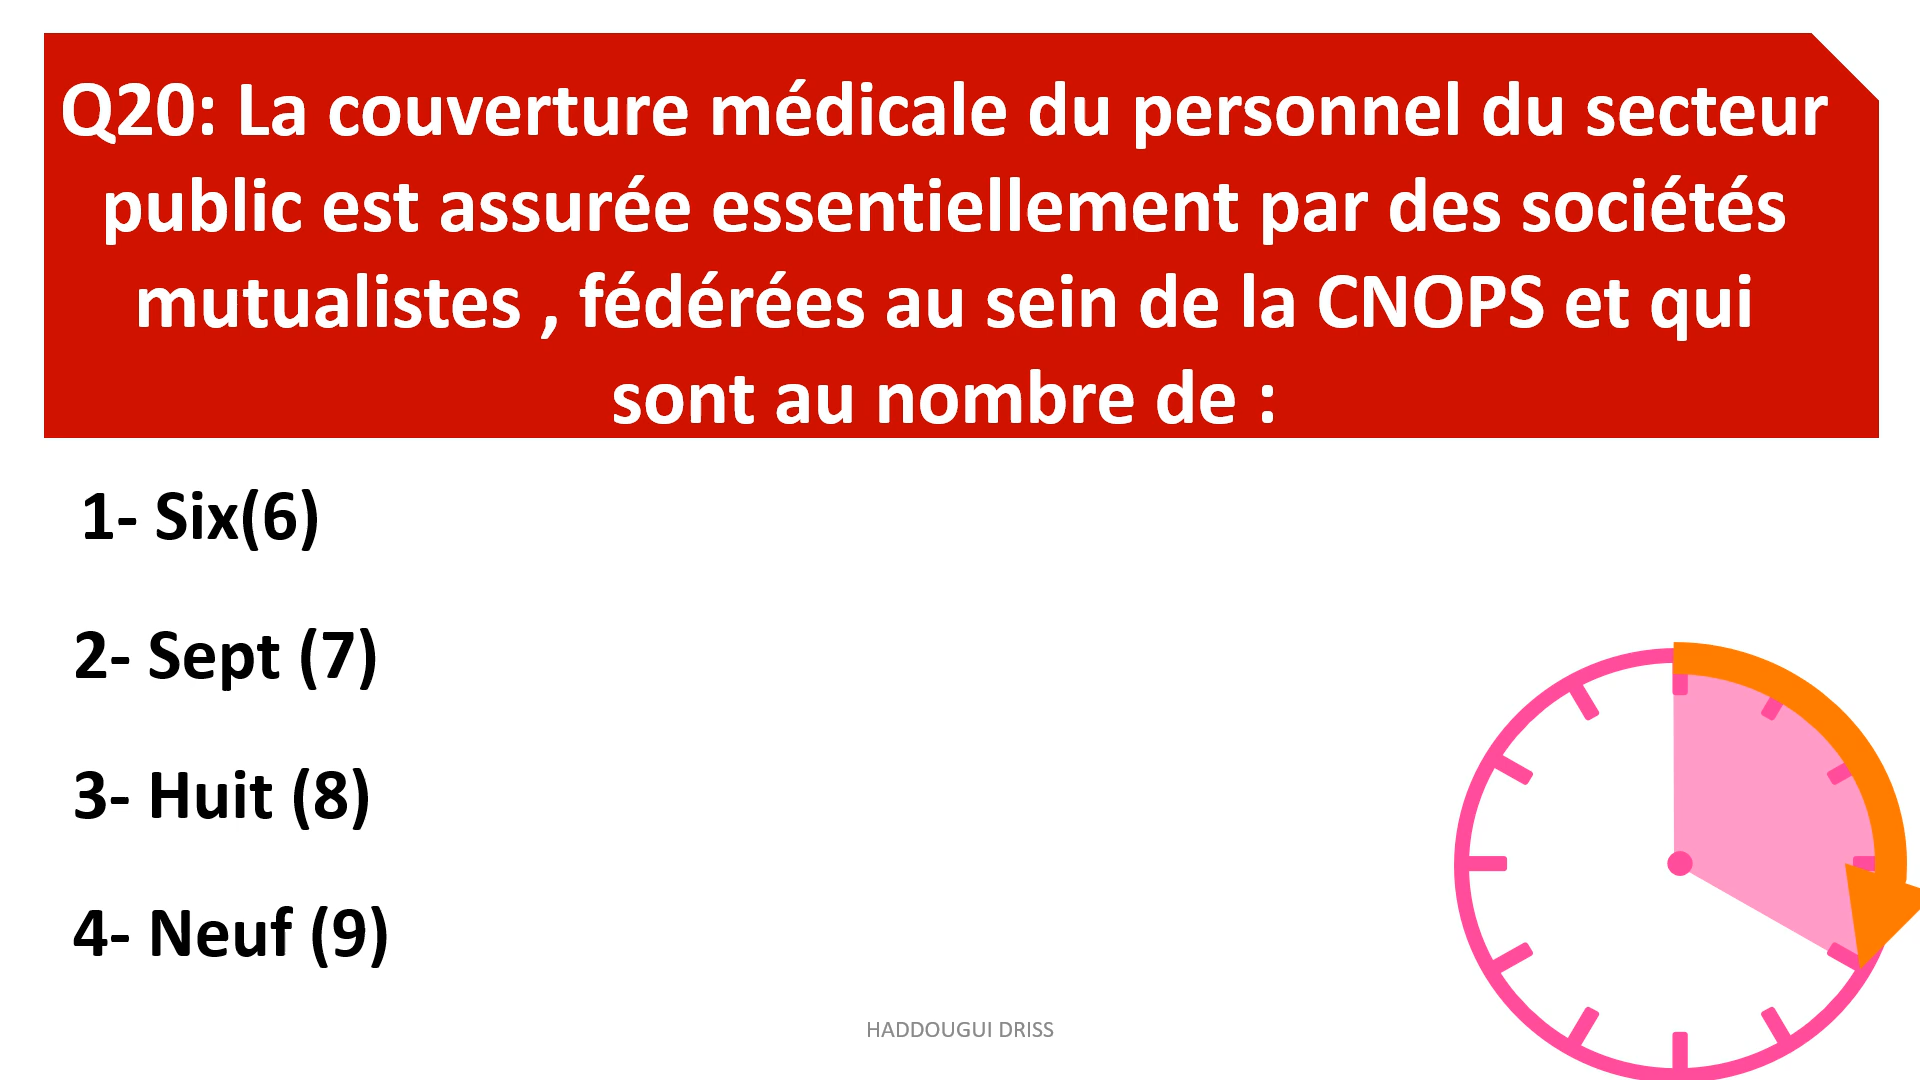 Q20: La couverture médicale du personnel du secteur
public est assurée essentiellement par des sociétés
mutualistes , fédérées au sein de la CNOPS et qui
sont au nombre de :
1- Six(6)
2- Sept (7)
3- Huit (8)
4- Neuf (9)
HADDOUGUI DRISS